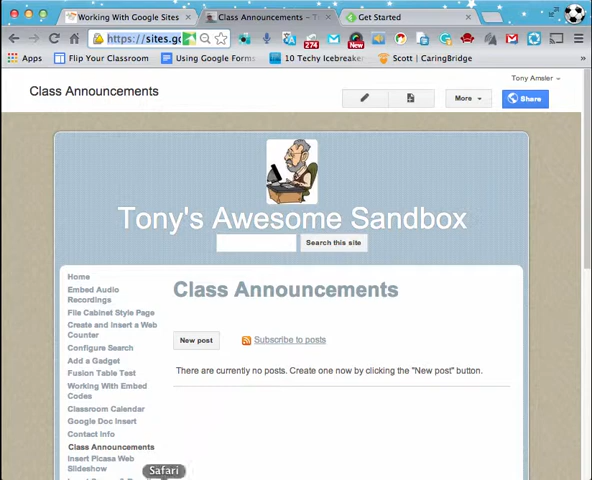 Working With Google Sites
Class Announcements - T
Get Started
https://sites.go
274
New
Apps
Flip Your Classroom
Using Google Forms
10 Techy Icebreaker
Scott | CaringBridge
»
Tony Amsler
Class Announcements
More
Share
Tony's Awesome Sandbox
Search this site
Home
Embed Audio
Recordings
File Cabinet Style Page
Create and Insert a Web
Counter
Configure Search
Add a Gadget
Fusion Table Test
Working With Embed
Codes
Classroom Calendar
Google Doc Insert
Contact Info
Class Announcements
Insert Picasa Web
Slideshow
Class Announcements
New post
Subscribe to posts
There are currently no posts. Create one now by clicking the "New post" button.
Safari